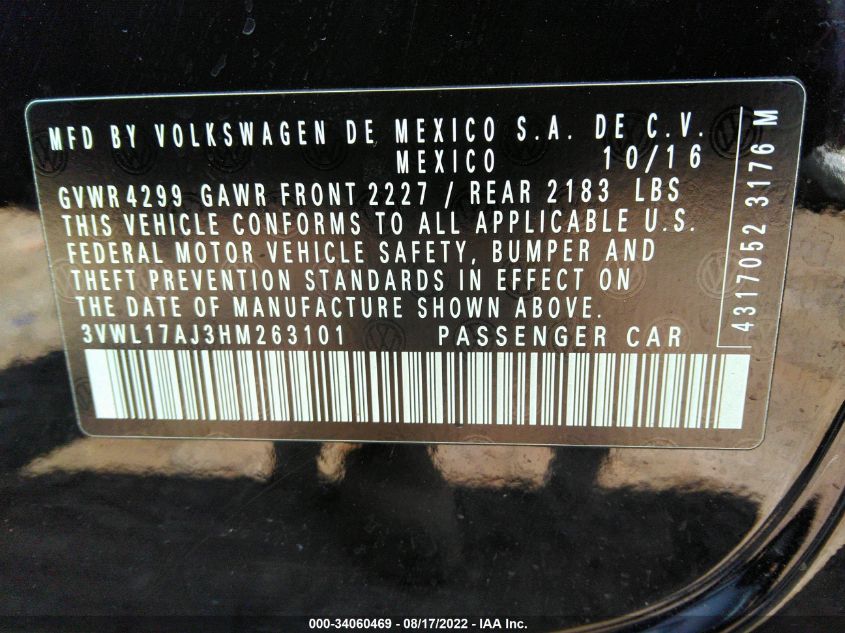 MFD BY VOLKSWAGEN DE MEXICO S.A. DE C.V.
MEXICO 10/16
GVWR 4299 GAWR FRONT 2227 / REAR 2183 LBS
THIS VEHICLE CONFORMS TO ALL APPLICABLE U.S.
FEDERAL MOTOR VEHICLE SAFETY, BUMPER AND
THEFT PREVENTION STANDARDS IN EFFECT ON
THE DATE OF MANUFACTURE SHOWN ABOVE.
3VWL17AJ3HM263101 PASSENGER CAR
4317052 3176 M
000-34060469 - 08/17/2022 - IAA Inc.